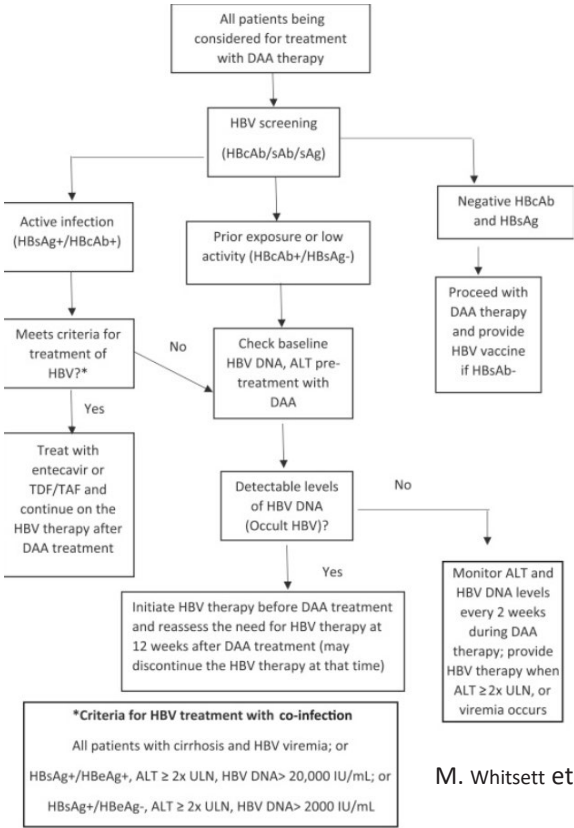 All patients being
considered for treatment
with DAA therapy
HBV screening
(HBcAb/sAb/sAg)
Active infection
(HBsAg+/HBcAb+)
Prior exposure or low
activity (HBcAb+/HBsAg-)
Negative HBcAb
and HBsAg
Meets criteria for
treatment of
HBV?*
No
Check baseline
HBV DNA, ALT pre-
treatment with
DAA
Proceed with
DAA therapy
and provide
HBV vaccine
if HBsAb-
Yes
Treat with
entecavir or
TDF/TAF and
continue on the
HBV therapy after
DAA treatment
Detectable levels
of HBV DNA
(Occult HBV)?
No
Yes
Initiate HBV therapy before DAA treatment
and reassess the need for HBV therapy at
12 weeks after DAA treatment (may
discontinue the HBV therapy at that time)
Monitor ALT and
HBV DNA levels
every 2 weeks
during DAA
therapy; provide
HBV therapy when
ALT ≥ 2x ULN, or
viremia occurs
*Criteria for HBV treatment with co-infection
All patients with cirrhosis and HBV viremia; or
HBsAg+/HBeAg+, ALT ≥ 2x ULN, HBV DNA> 20,000 IU/mL; or
HBsAg+/HBeAg-, ALT ≥ 2x ULN, HBV DNA> 2000 IU/mL
M. Whitsett et